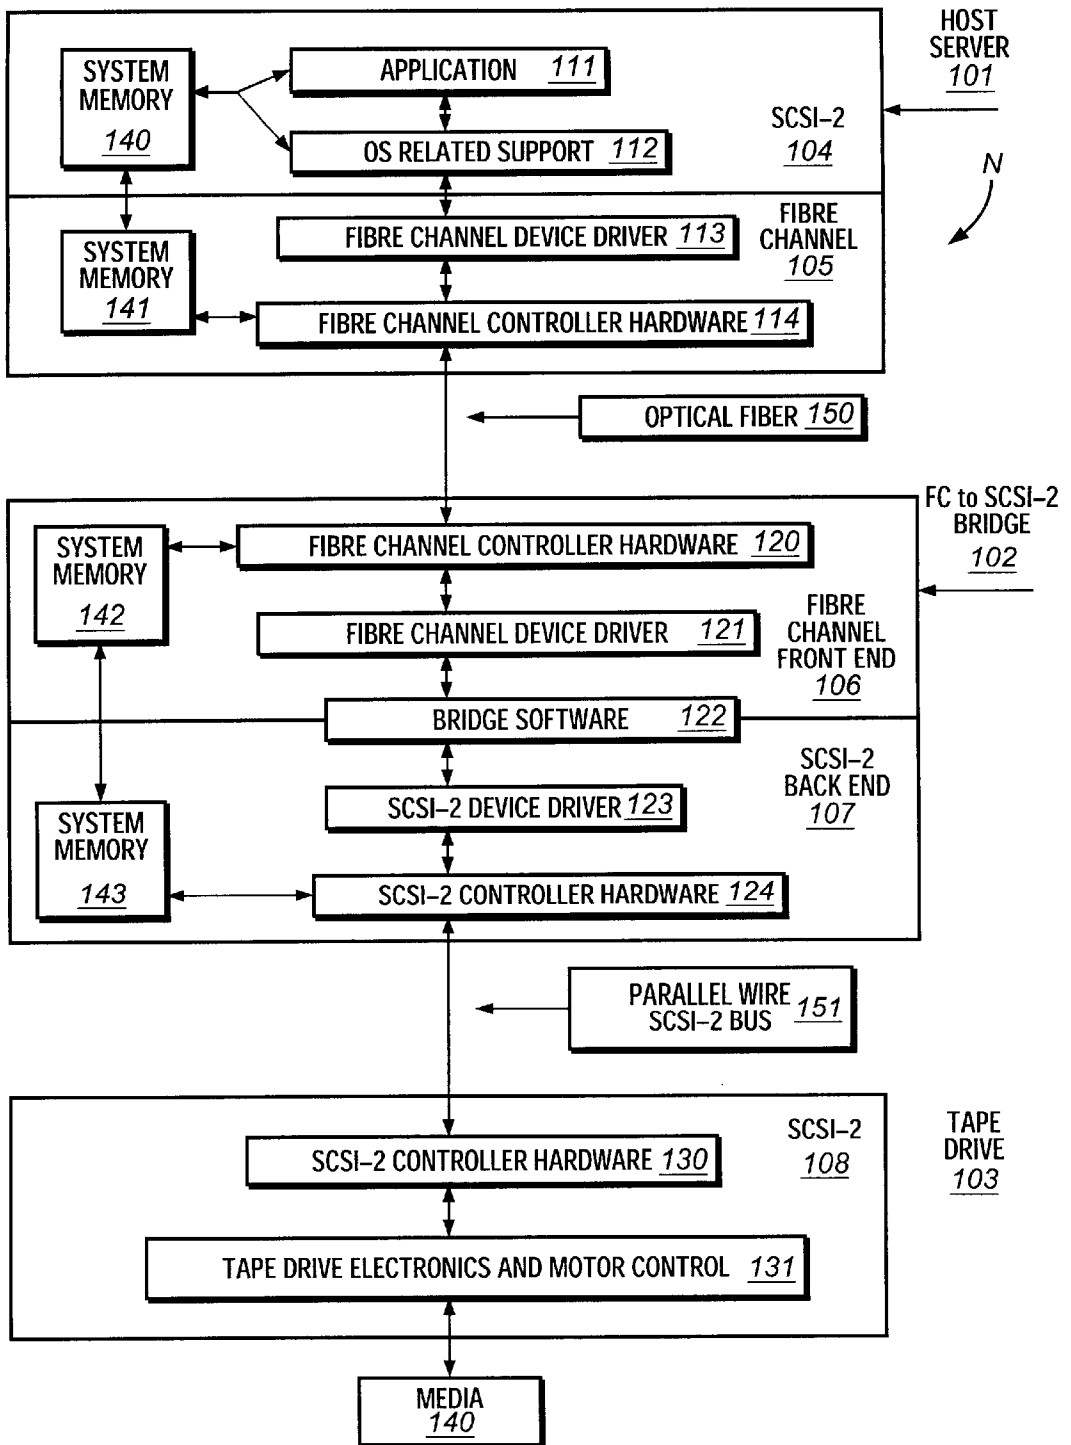 HOST
SERVER
101
SYSTEM
MEMORY
140
APPLICATION 111
OS RELATED SUPPORT 112
SCSI–2
104
N
SYSTEM
MEMORY
141
FIBRE CHANNEL DEVICE DRIVER 113
FIBRE
CHANNEL
105
FIBRE CHANNEL CONTROLLER HARDWARE 114
OPTICAL FIBER 150
FC to SCSI–2
BRIDGE
102
SYSTEM
MEMORY
142
FIBRE CHANNEL CONTROLLER HARDWARE 120
FIBRE CHANNEL DEVICE DRIVER 121
FIBRE
CHANNEL
FRONT END
106
BRIDGE SOFTWARE 122
SCSI–2
BACK END
107
SYSTEM
MEMORY
143
SCSI–2 DEVICE DRIVER 123
SCSI–2 CONTROLLER HARDWARE 124
PARALLEL WIRE
SCSI–2 BUS 151
SCSI–2
108
TAPE
DRIVE
103
SCSI–2 CONTROLLER HARDWARE 130
TAPE DRIVE ELECTRONICS AND MOTOR CONTROL 131
MEDIA
140